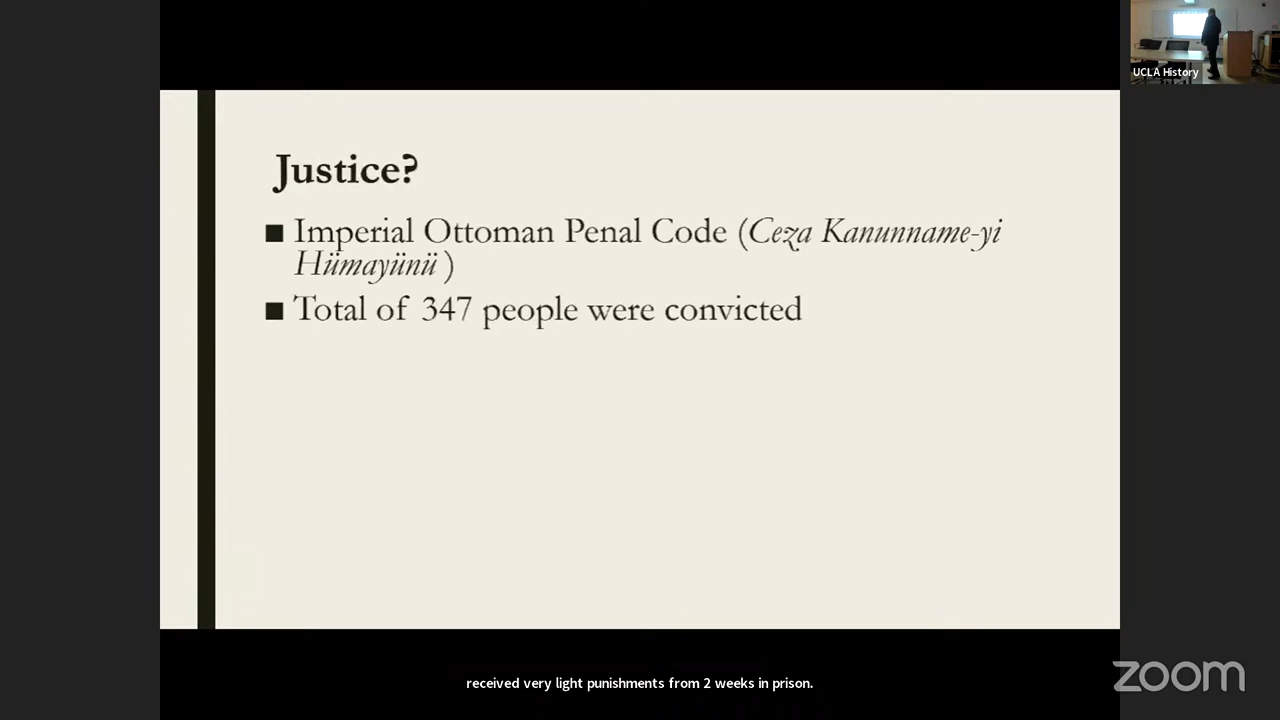 UCLA History
Justice?
■ Imperial Ottoman Penal Code (Ceza Kanunname-yi
Hümayünü )
■ Total of 347 people were convicted
received very light punishments from 2 weeks in prison.
zoom